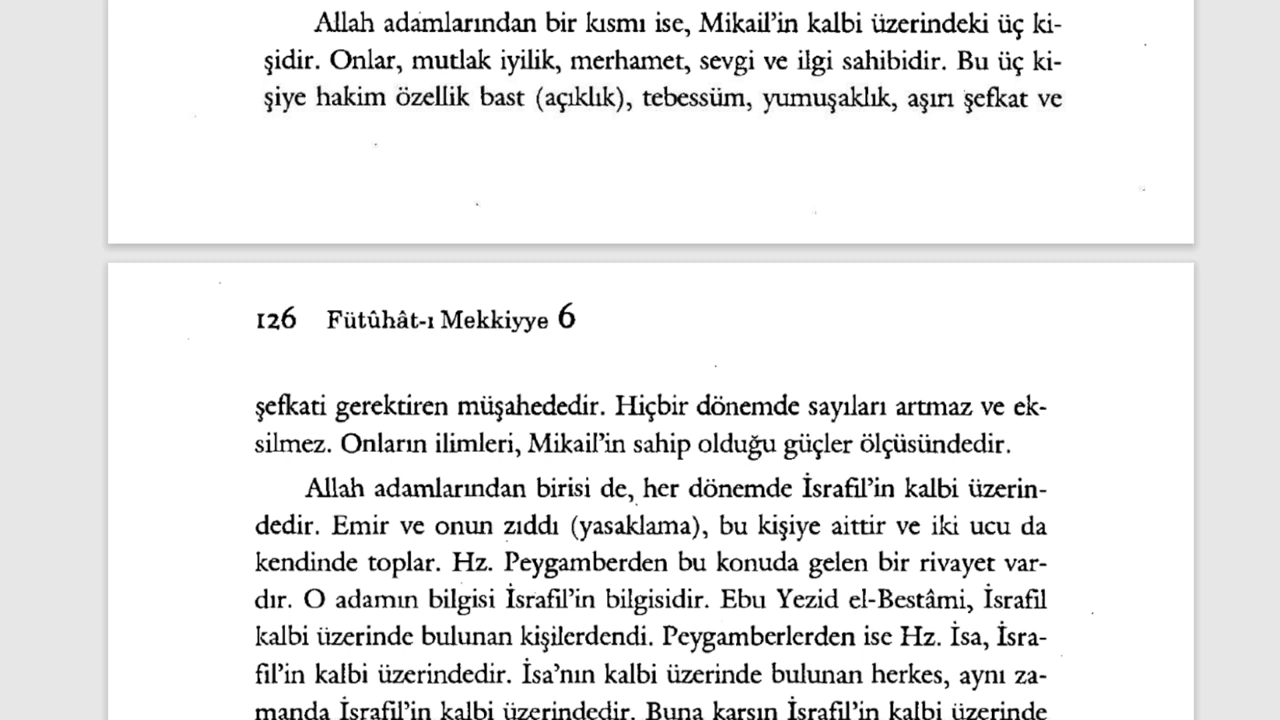 Allah adamlarından bir kısmı ise, Mikail’in kalbi üzerindeki üç ki-
şidir. Onlar, mutlak iyilik, merhamet, sevgi ve ilgi sahibidir. Bu üç ki-
şiye hakim özellik bast (açıklık), tebessüm, yumuşaklık, aşırı şefkat ve
126 Fütûhât-ı Mekkiyye 6
şefkati gerektiren müşahededir. Hiçbir dönemde sayıları artmaz ve ek-
silmez. Onların ilimleri, Mikail’in sahip olduğu güçler ölçüsündedir.
Allah adamlarından birisi de, her dönemde İsrafil’in kalbi üzerin-
dedir. Emir ve onun zıddı (yasaklama), bu kişiye aittir ve iki ucu da
kendinde toplar. Hz. Peygamberden bu konuda gelen bir rivayet var-
dır. O adamın bilgisi İsrafil’in bilgisidir. Ebu Yezid el-Bestâmi, İsrafil
kalbi üzerinde bulunan kişilerdendi. Peygamberlerden ise Hz. İsa, İsra-
fil’in kalbi üzerindedir. İsa’nın kalbi üzerinde bulunan herkes, aynı za-
manda İsrafil’in kalbi üzerindedir. Buna karşın İsrafil’in kalbi üzerinde